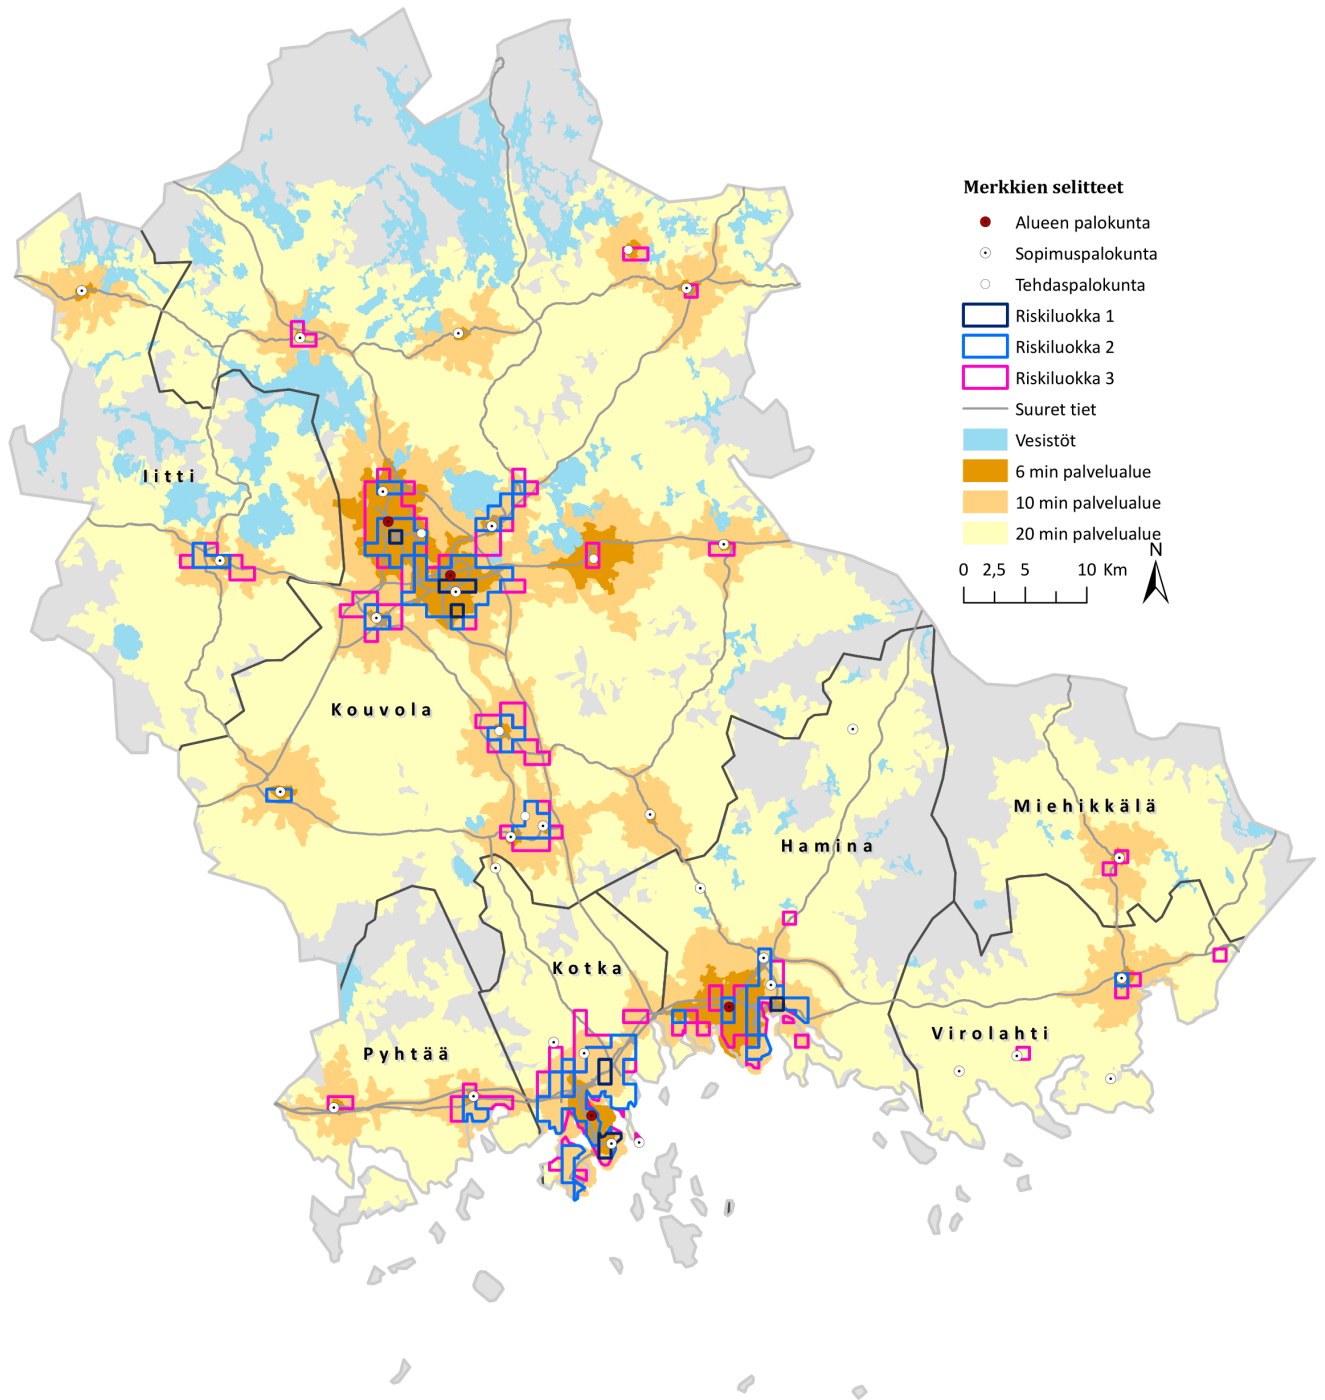 Merkkien selitteet
Alueen palokunta
Sopimuspalokunta
Tehdaspalokunta
Riskiluokka 1
Riskiluokka 2
Riskiluokka 3
Suuret tiet
Vesistöt
6 min palvelualue
10 min palvelualue
20 min palvelualue
N
0 2,5 5 10 Km
Iitti
Kouvola
Miehikkälä
Hamina
Kotka
Virolahti
Pyhtää